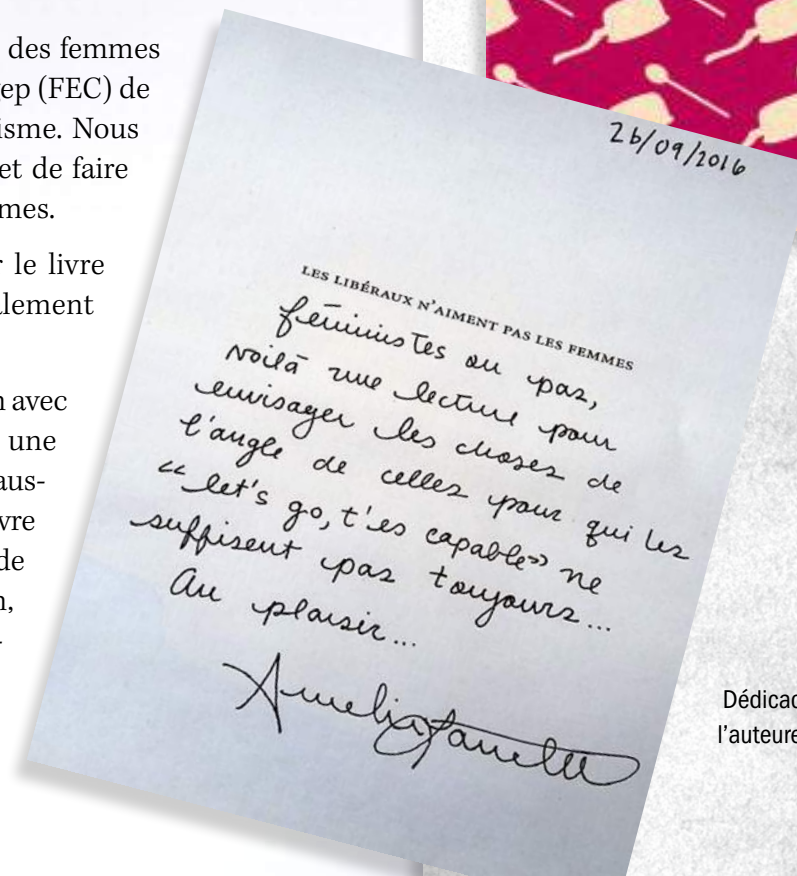 des femmes
ep (FEC) de
isme. Nous
et de faire
mes.
r le livre
alement
n avec
une
aus-
vre
de
n,
-
26/09/2016
LES LIBÉRAUX N'AIMENT PAS LES FEMMES
féministes ou pas,
voilà une lecture pour
envisager les choses de
l'angle de celles pour qui les
“let's go, t'es capable” ne
suffisent pas toujours...
Au plaisir...
Dédicac
l'auteure